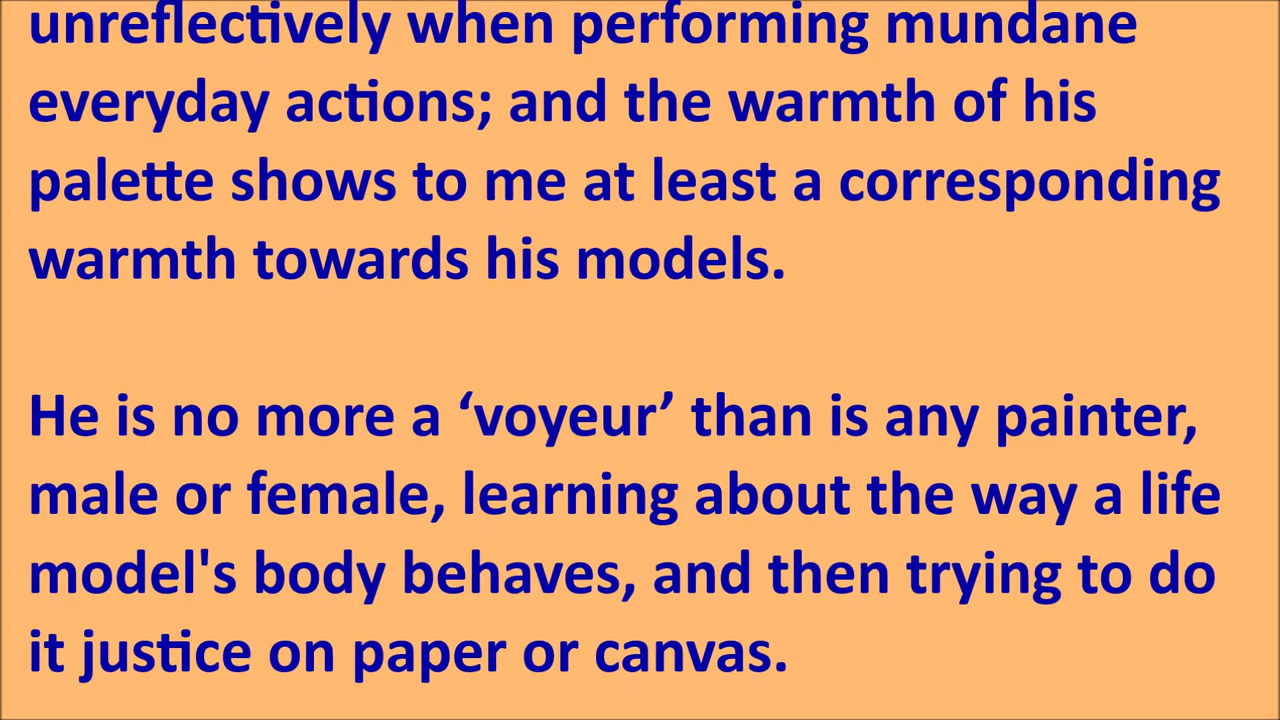 unreflectively when performing mundane
everyday actions; and the warmth of his
palette shows to me at least a corresponding
warmth towards his models.
He is no more a ‘voyeur’ than is any painter,
male or female, learning about the way a life
model's body behaves, and then trying to do
it justice on paper or canvas.